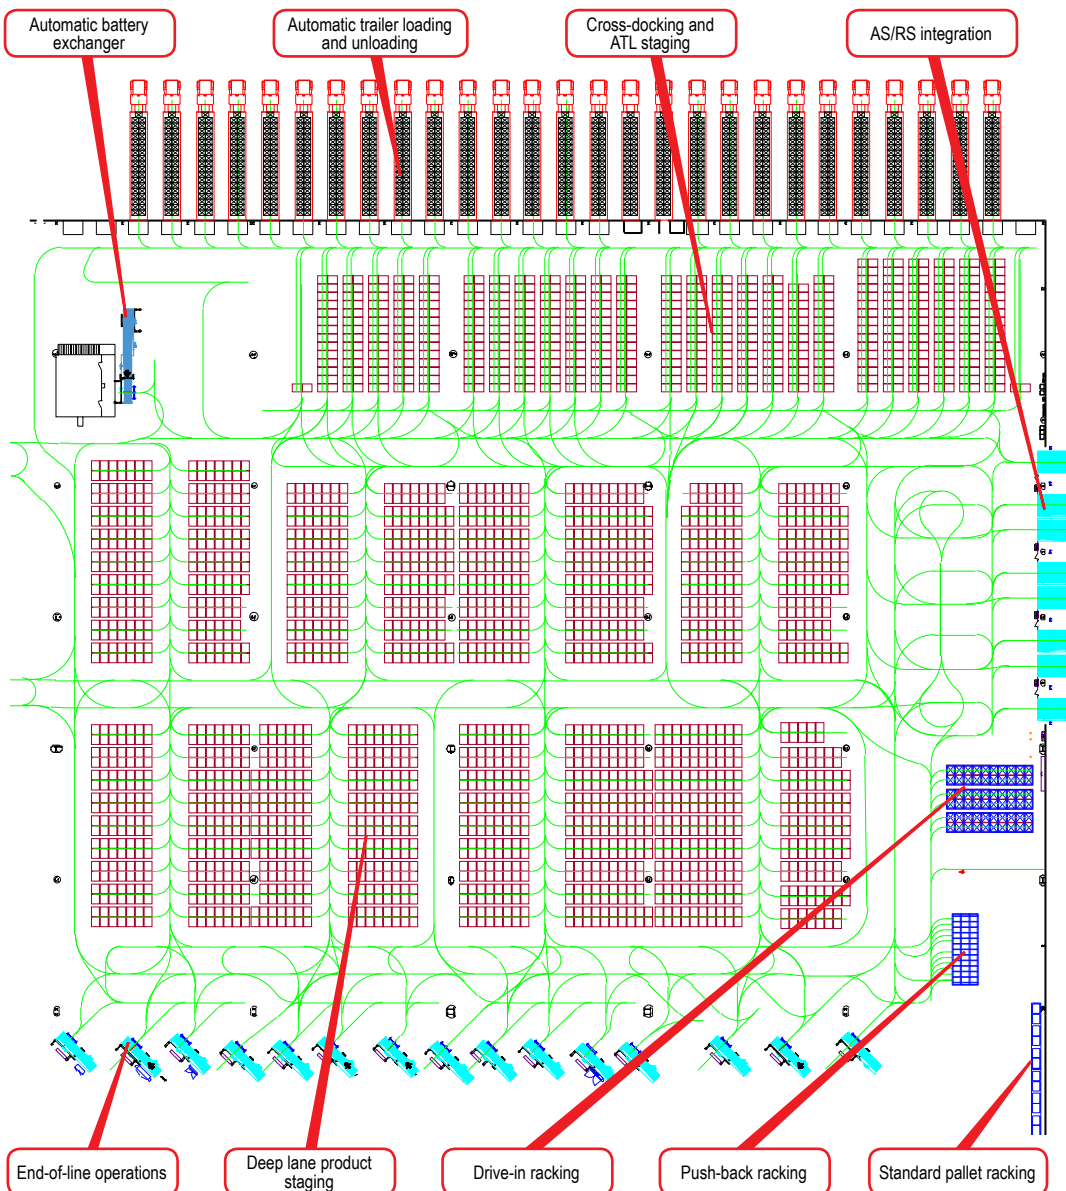 Automatic battery
exchanger
Automatic trailer loading
and unloading
Cross-docking and
ATL staging
AS/RS integration
End-of-line operations
Deep lane product
staging
Drive-in racking
Push-back racking
Standard pallet racking